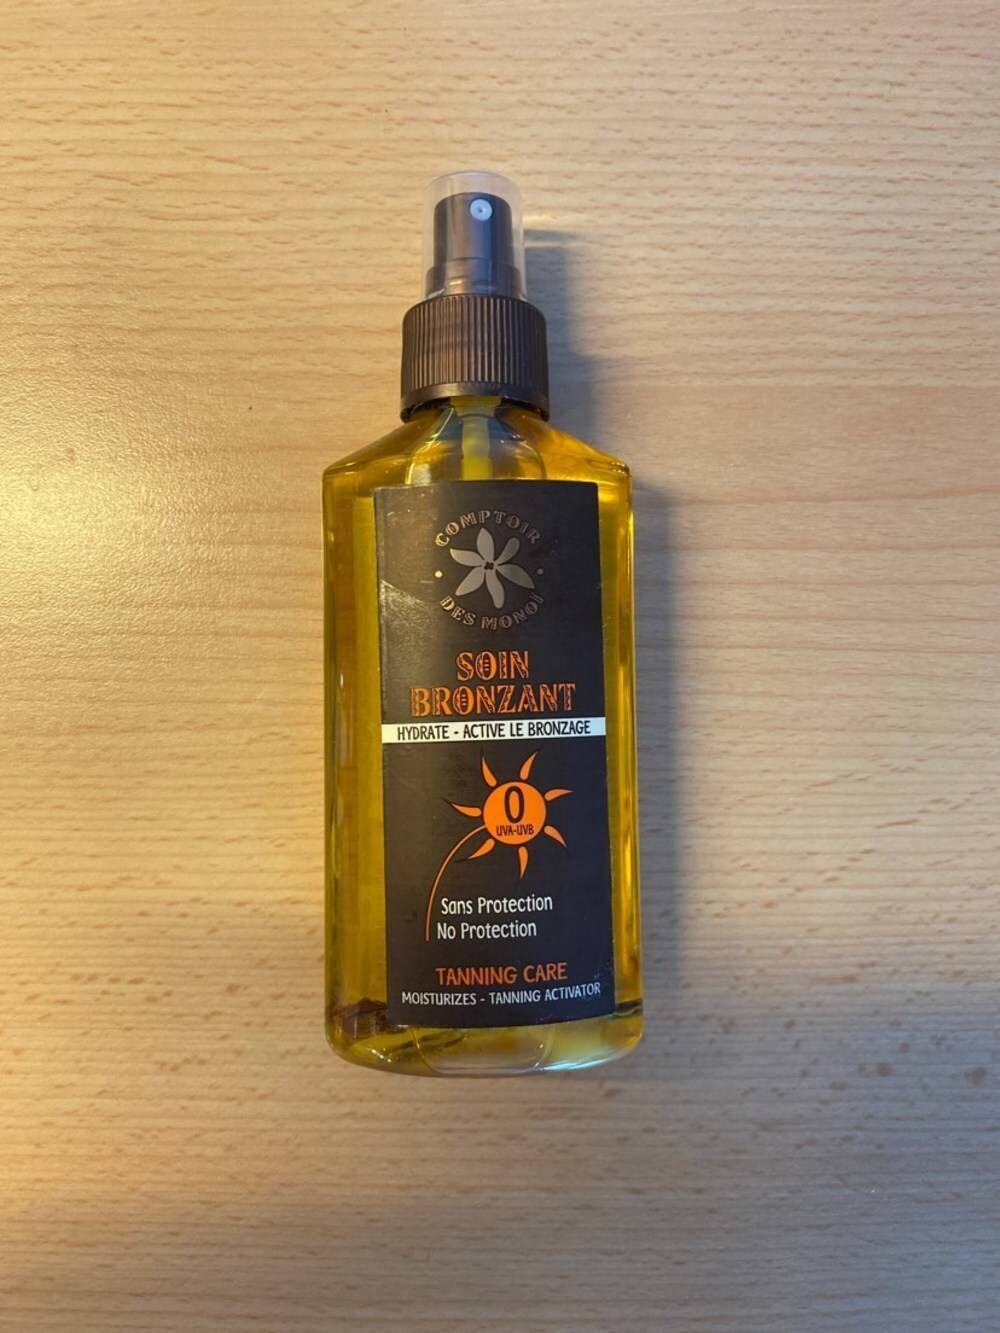 COMPTOIR
DES MONOÏ
SOIN
BRONZANT
HYDRATE - ACTIVE LE BRONZAGE
0
UVA-UVB
Sans Protection
No Protection
TANNING CARE
MOISTURIZES - TANNING ACTIVATOR